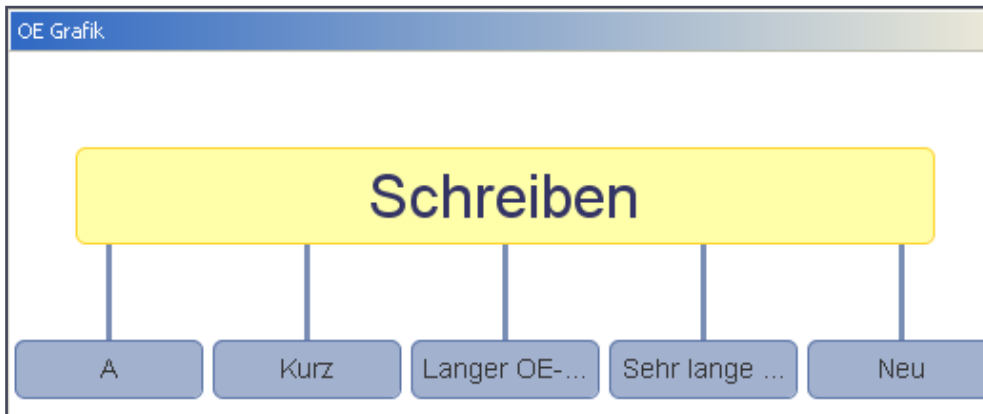 OE Grafik
Schreiben
A
Kurz
Langer OE-...
Sehr lange ...
Neu